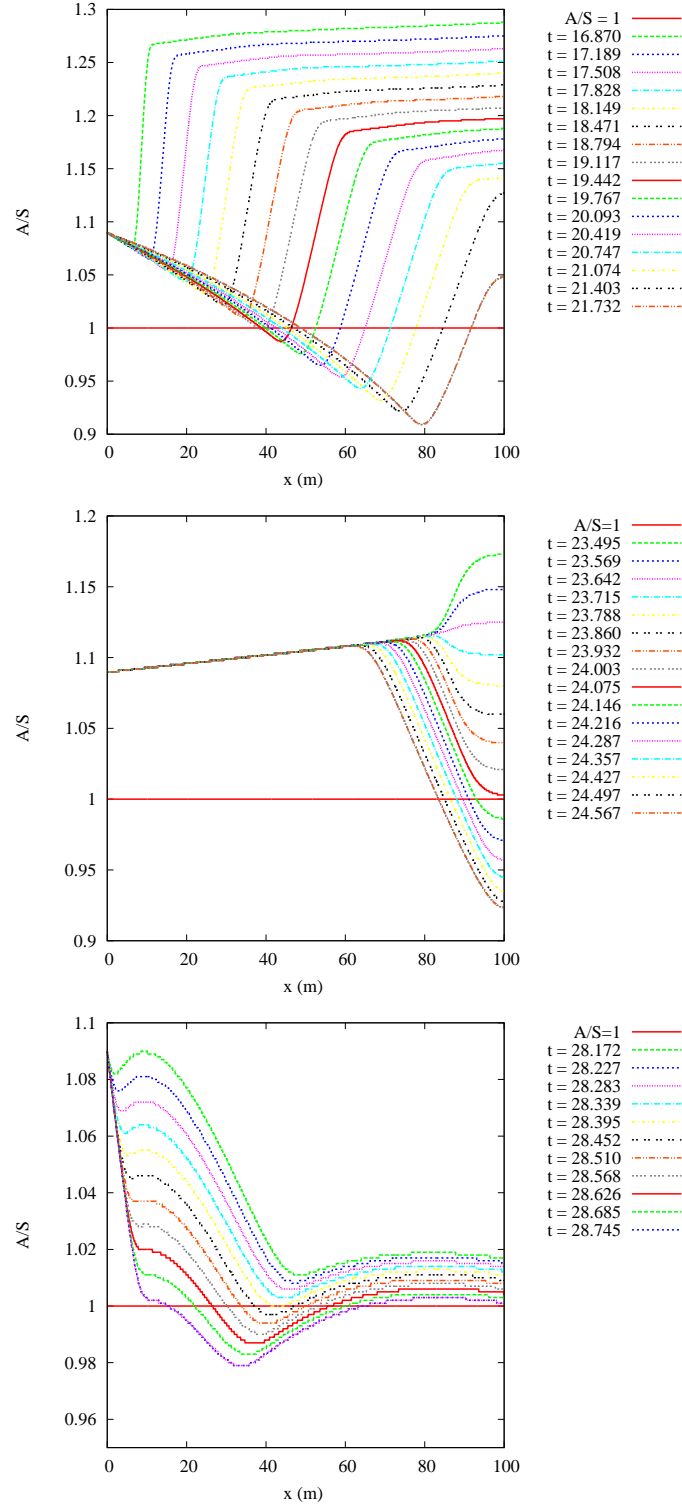 1.3
1.25
1.2
1.15
1.1
1.05
1
0.95
0.9
A/S
0 20 40 60 80 100
x (m)
A/S = 1
t = 16.870
t = 17.189
t = 17.508
t = 17.828
t = 18.149
t = 18.471
t = 18.794
t = 19.117
t = 19.442
t = 19.767
t = 20.093
t = 20.419
t = 20.747
t = 21.074
t = 21.403
t = 21.732
1.2
1.15
1.1
1.05
1
0.95
0.9
A/S
0 20 40 60 80 100
x (m)
A/S=1
t = 23.495
t = 23.569
t = 23.642
t = 23.715
t = 23.788
t = 23.860
t = 23.932
t = 24.003
t = 24.075
t = 24.146
t = 24.216
t = 24.287
t = 24.357
t = 24.427
t = 24.497
t = 24.567
1.1
1.08
1.06
1.04
1.02
1
0.98
0.96
A/S
0 20 40 60 80 100
x (m)
A/S=1
t = 28.172
t = 28.227
t = 28.283
t = 28.339
t = 28.395
t = 28.452
t = 28.510
t = 28.568
t = 28.626
t = 28.685
t = 28.745